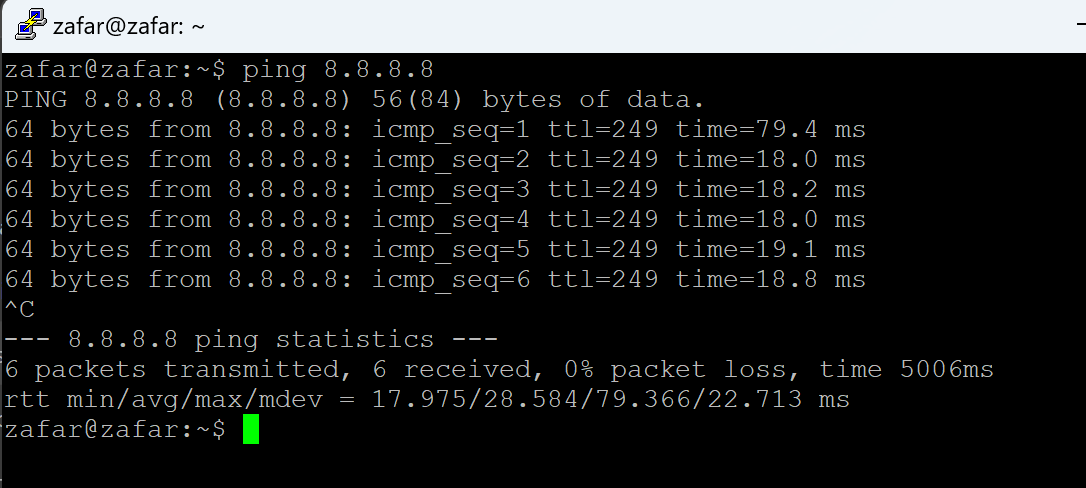 zafar@zafar: ~
zafar@zafar:~$ ping 8.8.8.8
PING 8.8.8.8 (8.8.8.8) 56(84) bytes of data.
64 bytes from 8.8.8.8: icmp_seq=1 ttl=249 time=79.4 ms
64 bytes from 8.8.8.8: icmp_seq=2 ttl=249 time=18.0 ms
64 bytes from 8.8.8.8: icmp_seq=3 ttl=249 time=18.2 ms
64 bytes from 8.8.8.8: icmp_seq=4 ttl=249 time=18.0 ms
64 bytes from 8.8.8.8: icmp_seq=5 ttl=249 time=19.1 ms
64 bytes from 8.8.8.8: icmp_seq=6 ttl=249 time=18.8 ms
^C
--- 8.8.8.8 ping statistics ---
6 packets transmitted, 6 received, 0% packet loss, time 5006ms
rtt min/avg/max/mdev = 17.975/28.584/79.366/22.713 ms
zafar@zafar:~$